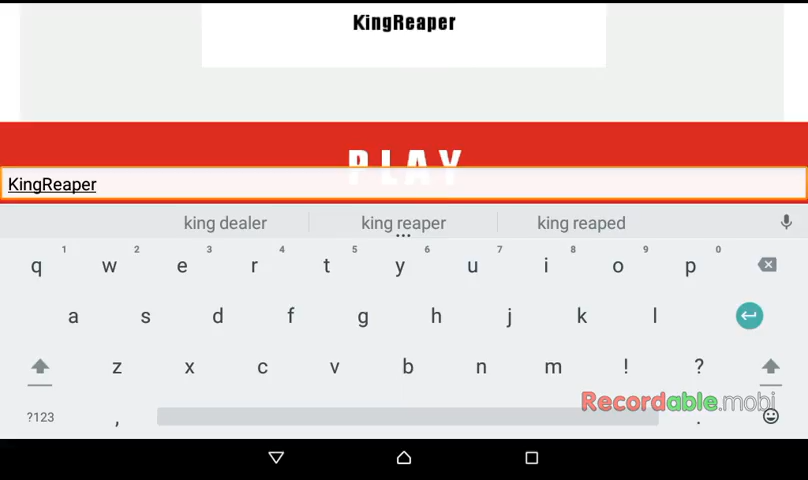 KingReaper
PLAY
KingReaper
king dealer king reaper king reaped
1 2 3 4 5 6 7 8 9 0
q w e r t y u i o p
a s d f g h j k l
z x c v b n m ! ?
Recordable.mobi
?123 , .